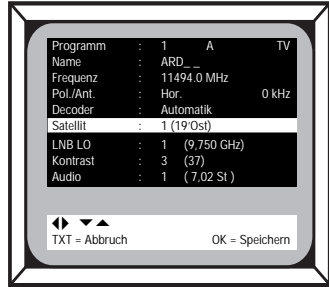 Programm : 1 A TV
Name : ARD_ _
Frequenz : 11494.0 MHz
Pol./Ant. : Hor. 0 kHz
Decoder : Automatik
Satellit : 1 (19'Ost)
LNB LO : 1 (9,750 GHz)
Kontrast : 3 (37)
Audio : 1 ( 7,02 St )
TXT = Abbruch OK = Speichern